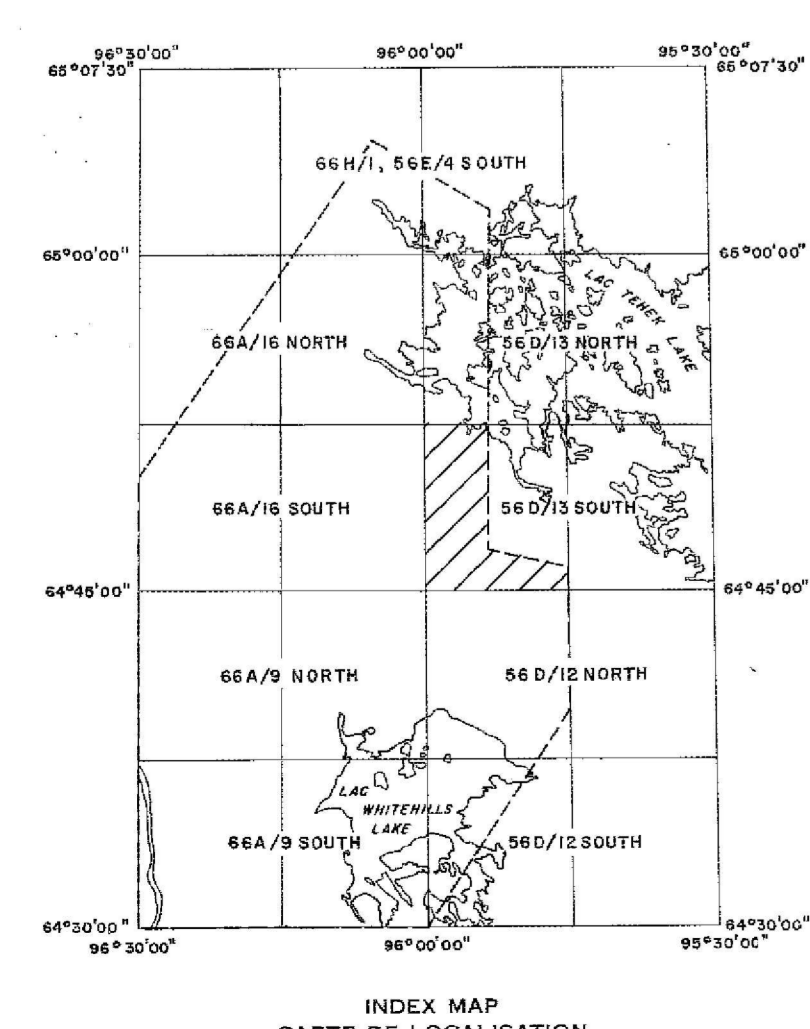 96°30'00" 96°00'00" 95°30'00"
65°07'30" 65°07'30"
66H/1, 56E/4 SOUTH
65°00'00" 65°00'00"
LAC TEHEK LAKE
66A/16 NORTH 56D/13 NORTH
66A/16 SOUTH 56D/13 SOUTH
64°45'00" 64°45'00"
66A/9 NORTH 56D/12 NORTH
LAC
WHITEHILLS
LAKE
66A/9 SOUTH 56D/12 SOUTH
64°30'00" 64°30'00"
96°30'00" 96°00'00" 95°30'00"
INDEX MAP
CARTE DE LOCALISATION